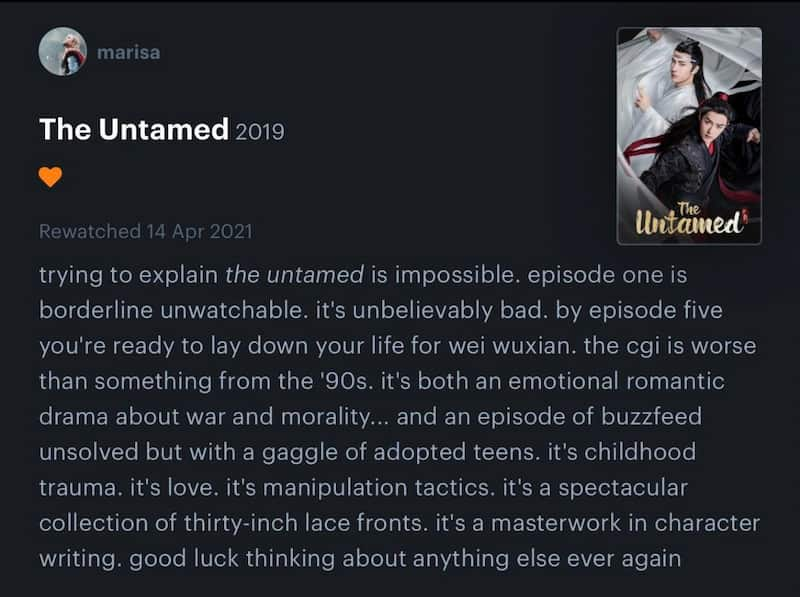 marisa
The Untamed 2019
Rewatched 14 Apr 2021
The
Untamed
trying to explain the untamed is impossible. episode one is
borderline unwatchable. it's unbelievably bad. by episode five
you're ready to lay down your life for wei wuxian. the cgi is worse
than something from the '90s. it's both an emotional romantic
drama about war and morality... and an episode of buzzfeed
unsolved but with a gaggle of adopted teens. it's childhood
trauma. it's love. it's manipulation tactics. it's a spectacular
collection of thirty-inch lace fronts. it's a masterwork in character
writing. good luck thinking about anything else ever again